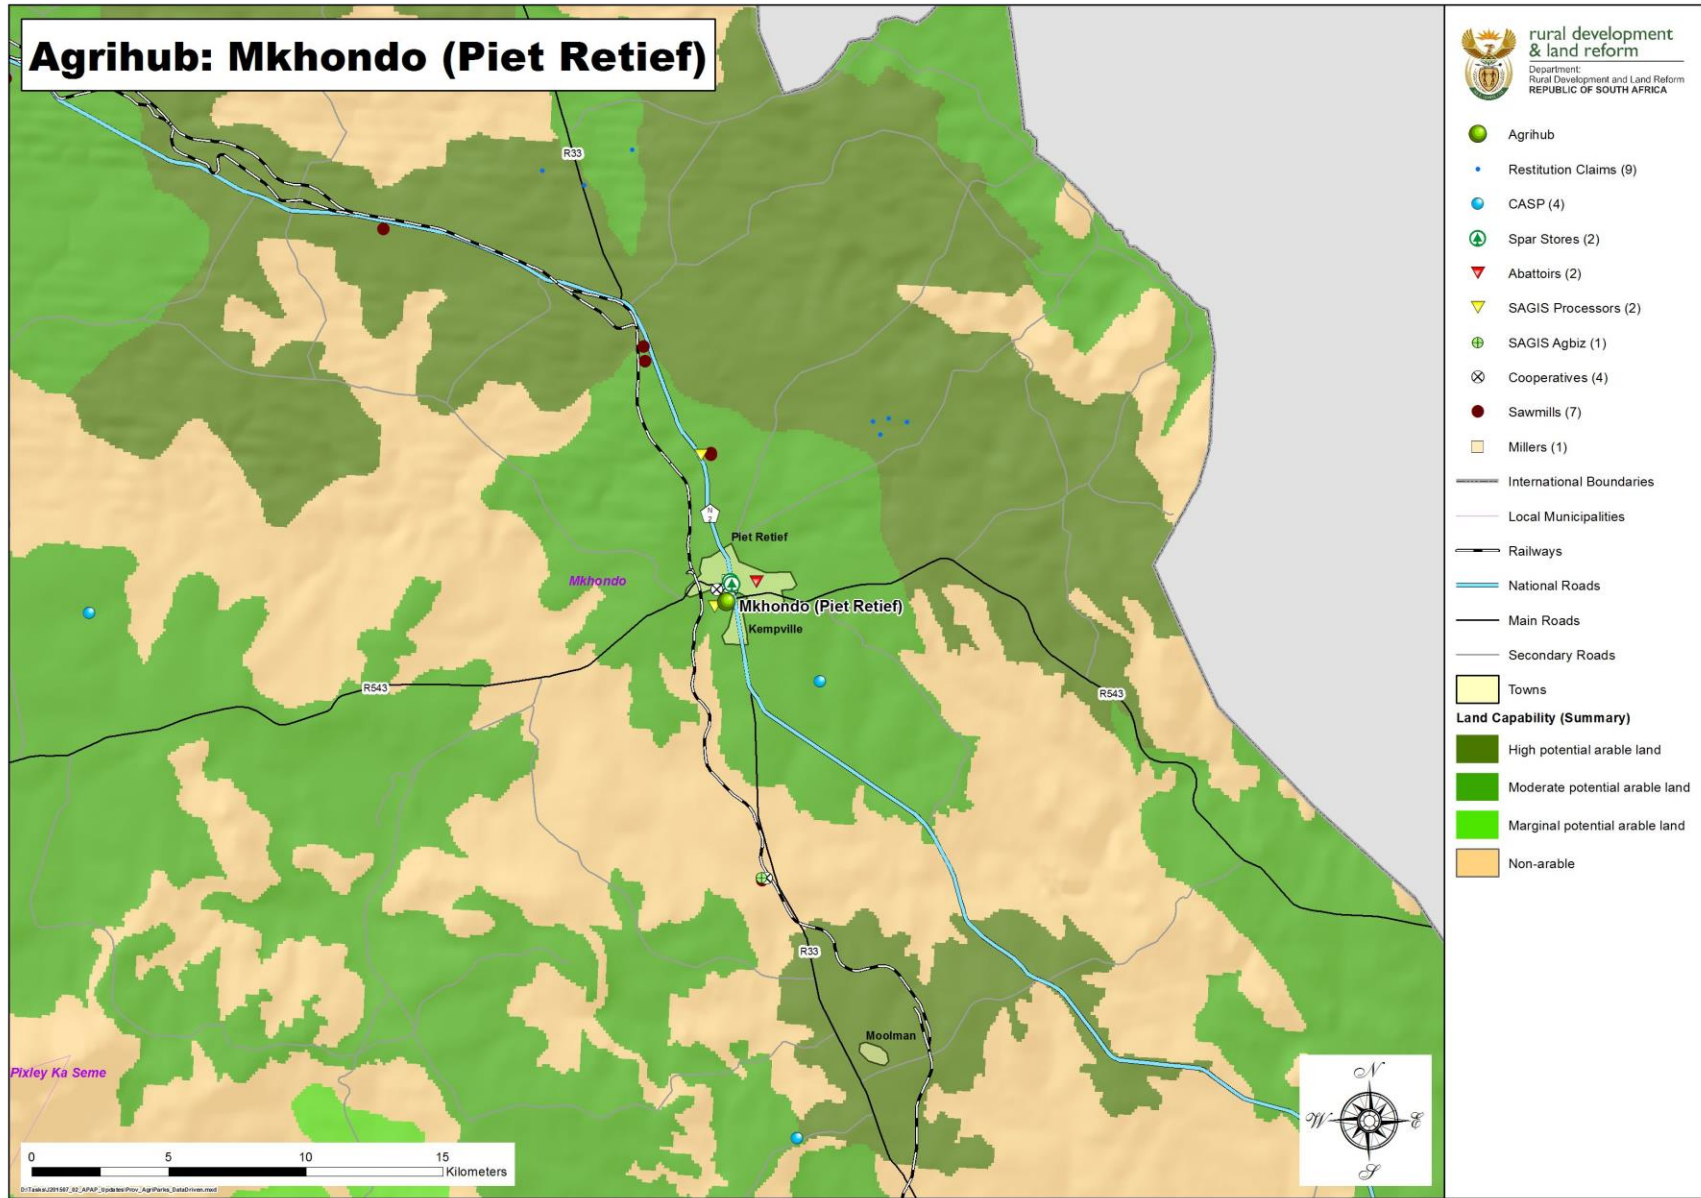 Agrihub: Mkhondo (Piet Retief)
R33
N
2
Piet Retief
Mkhondo
Mkhondo (Piet Retief)
Kempville
R543
R543
R33
Moolman
Pixley Ka Seme
0 5 10 15
Kilometers
N
W E
S
rural development
& land reform
Department:
Rural Development and Land Reform
REPUBLIC OF SOUTH AFRICA
Agrihub
Restitution Claims (9)
CASP (4)
Spar Stores (2)
Abattoirs (2)
SAGIS Processors (2)
SAGIS Agbiz (1)
Cooperatives (4)
Sawmills (7)
Millers (1)
International Boundaries
Local Municipalities
Railways
National Roads
Main Roads
Secondary Roads
Towns
Land Capability (Summary)
High potential arable land
Moderate potential arable land
Marginal potential arable land
Non-arable